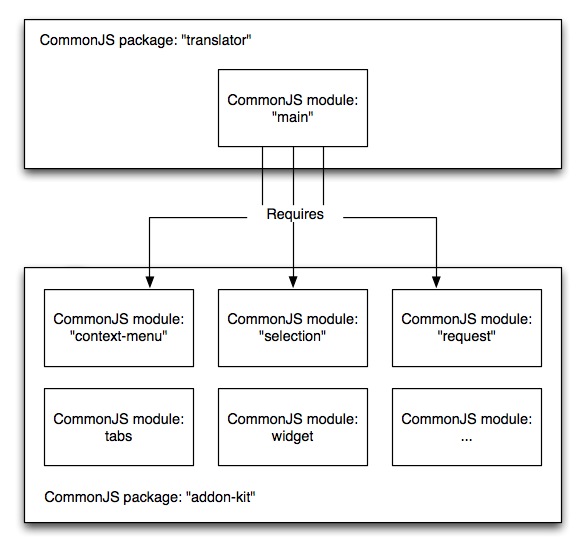 CommonJS package: "translator"
CommonJS module:
"main"
Requires
CommonJS module:
"context-menu"
CommonJS module:
"selection"
CommonJS module:
"request"
CommonJS module:
tabs
CommonJS module:
widget
CommonJS module:
...
CommonJS package: "addon-kit"